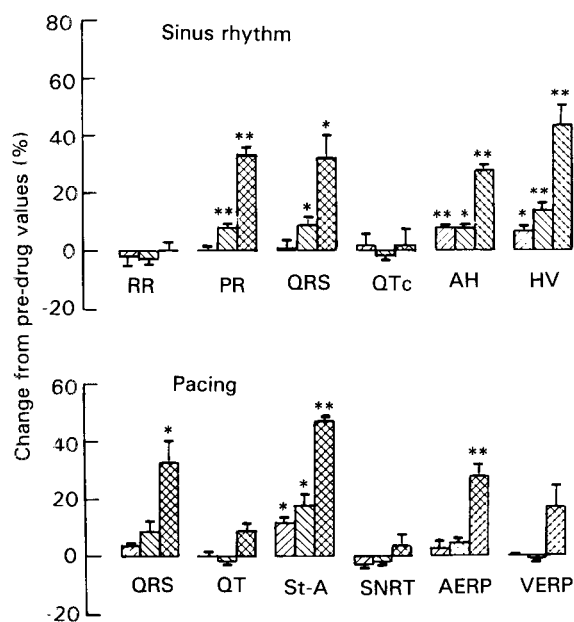 Change from pre-drug values (%)
80
Sinus rhythm
60
40
20
0
-20
** ** * * ** * ** * ** **
RR PR QRS QTc AH HV
60
Pacing
40
20
0
-20
* * * ** **
QRS QT St-A SNRT AERP VERP